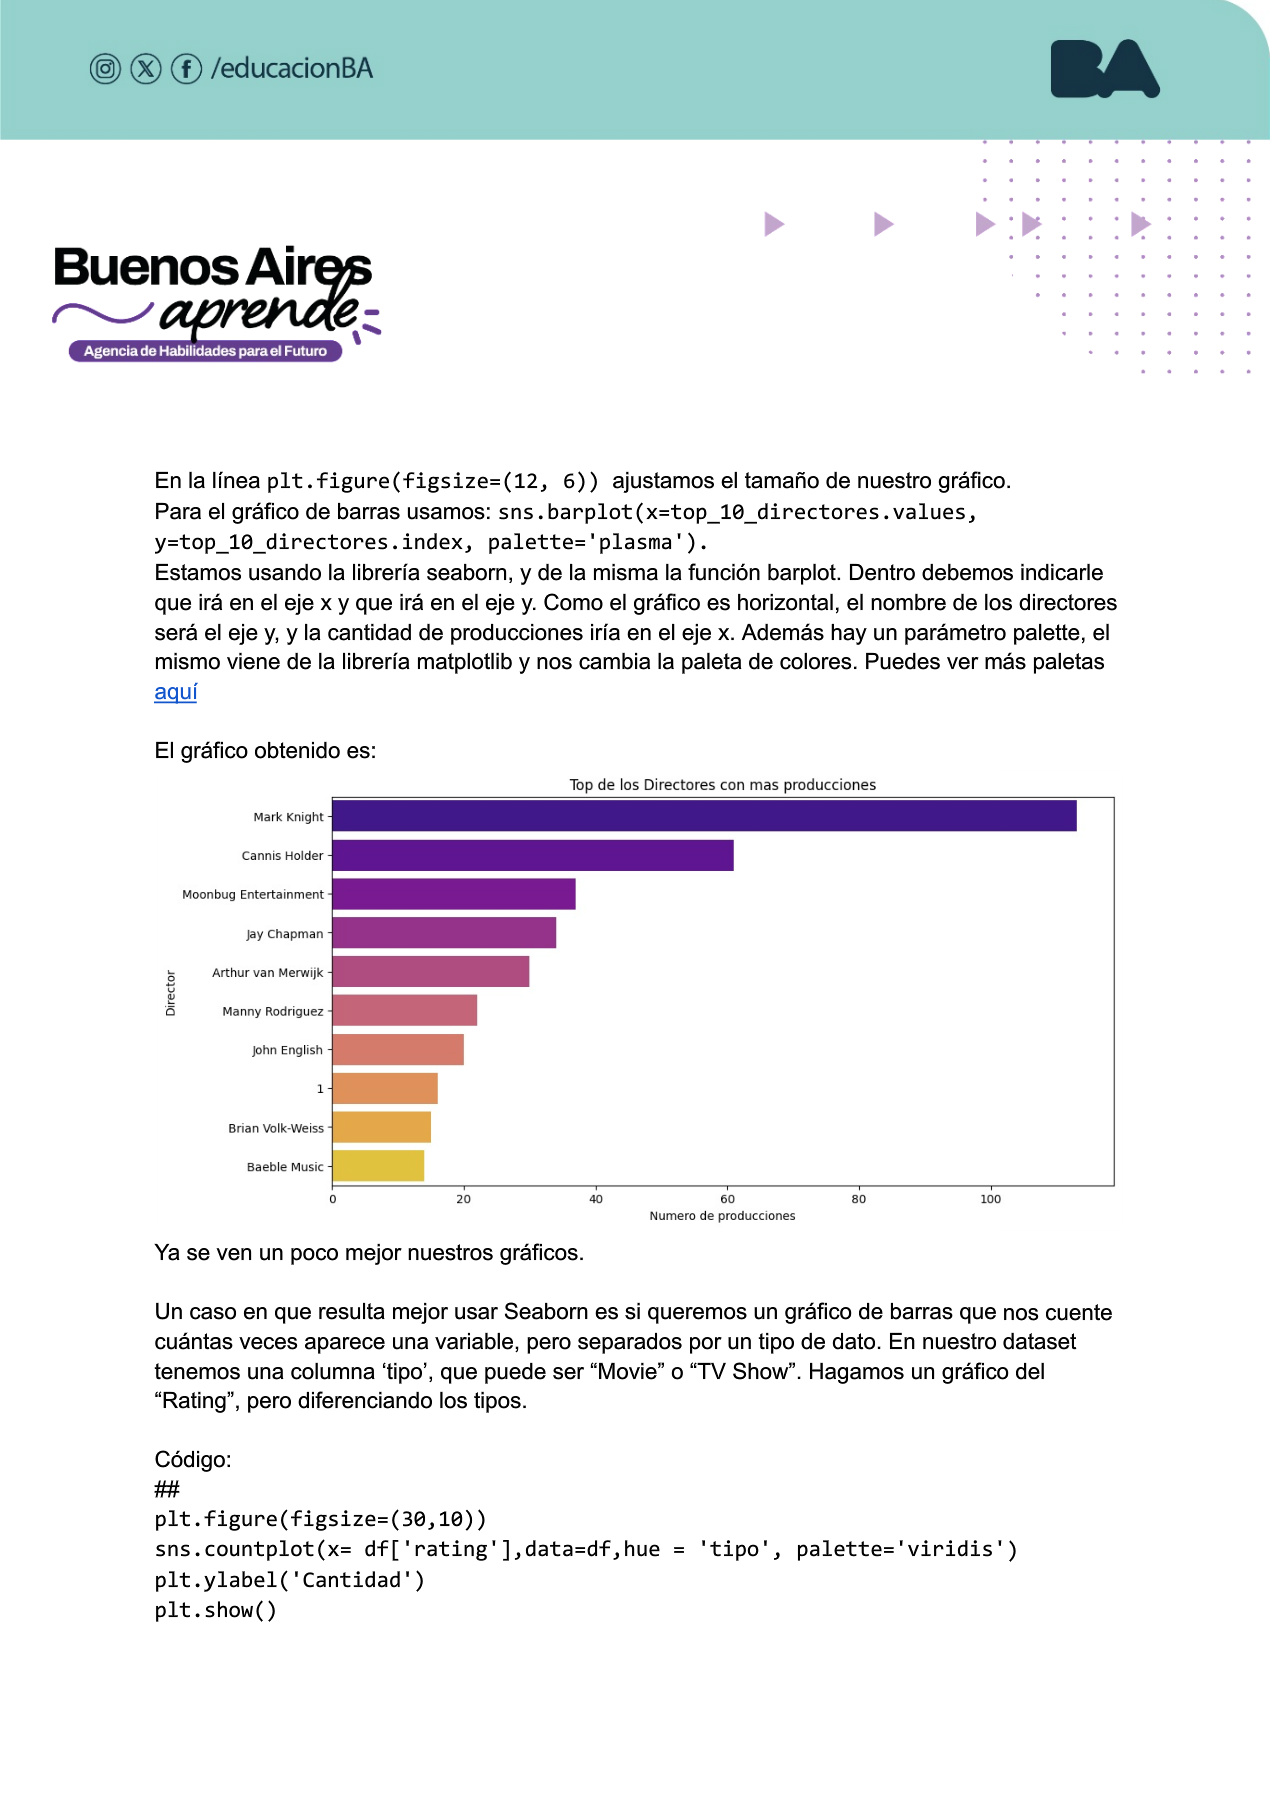 /educacionBA
BA
Buenos Aires
aprende
Agencia de Habilidades para el Futuro
En la línea plt.figure(figsize=(12, 6)) ajustamos el tamaño de nuestro gráfico.
Para el gráfico de barras usamos: sns.barplot(x=top_10_directores.values,
y=top_10_directores.index, palette='plasma').
Estamos usando la librería seaborn, y de la misma la función barplot. Dentro debemos indicarle
que irá en el eje x y que irá en el eje y. Como el gráfico es horizontal, el nombre de los directores
será el eje y, y la cantidad de producciones iría en el eje x. Además hay un parámetro palette, el
mismo viene de la librería matplotlib y nos cambia la paleta de colores. Puedes ver más paletas
aquí
El gráfico obtenido es:
Top de los Directores con mas producciones
Mark Knight
Cannis Holder
Moonbug Entertainment
Jay Chapman
Arthur van Merwijk
Manny Rodriguez
John English
1
Brian Volk-Weiss
Baeble Music
Director
0 20 40 60 80 100
Numero de producciones
Ya se ven un poco mejor nuestros gráficos.
Un caso en que resulta mejor usar Seaborn es si queremos un gráfico de barras que nos cuente
cuántas veces aparece una variable, pero separados por un tipo de dato. En nuestro dataset
tenemos una columna ‘tipo’, que puede ser “Movie” o “TV Show”. Hagamos un gráfico del
“Rating”, pero diferenciando los tipos.
Código:
##
plt.figure(figsize=(30,10))
sns.countplot(x= df['rating'],data=df,hue = 'tipo', palette='viridis')
plt.ylabel('Cantidad')
plt.show()